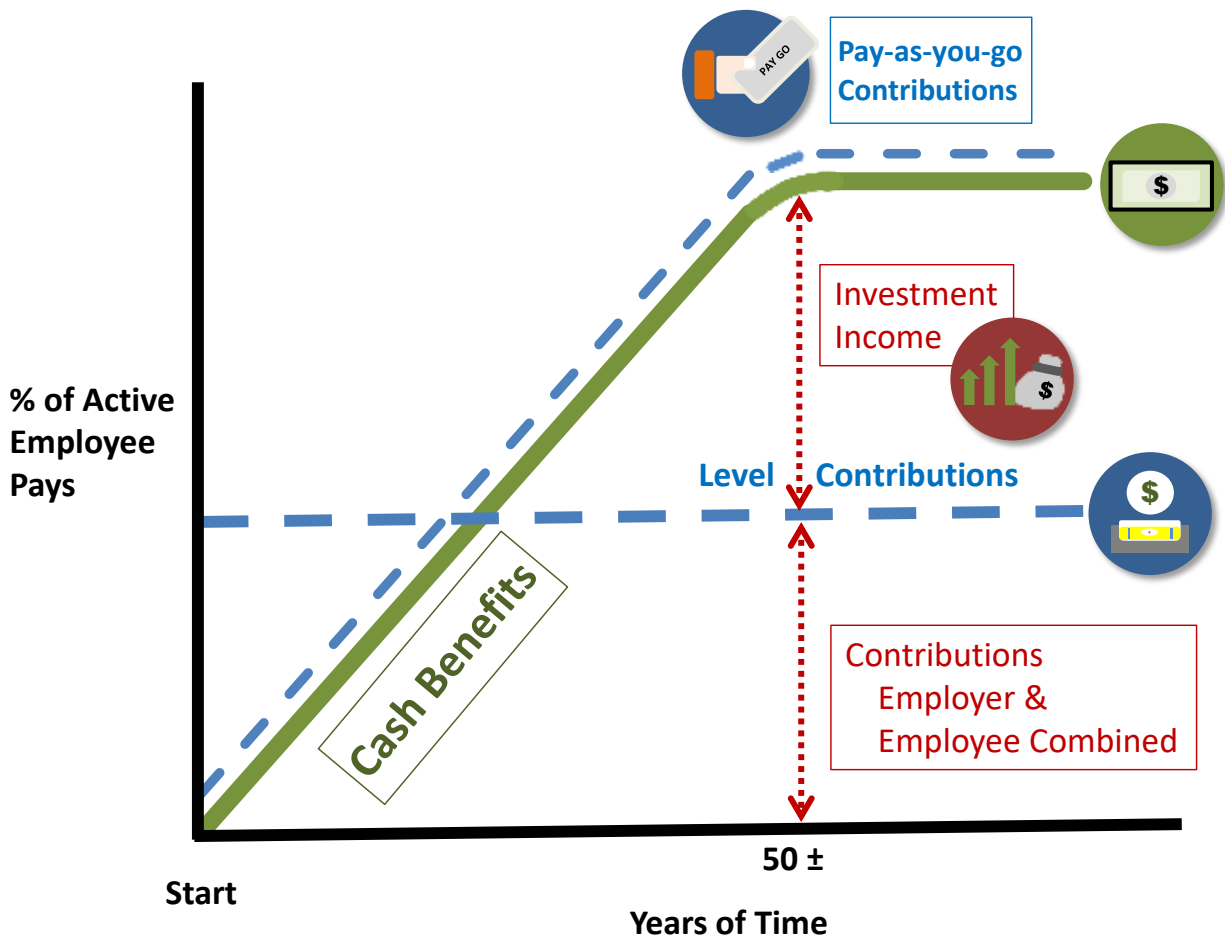 PAY GO
Pay-as-you-go
Contributions
$
Investment
Income
$
% of Active
Employee
Pays
Level Contributions
$
Cash Benefits
Contributions
Employer &
Employee Combined
50 ±
Start
Years of Time